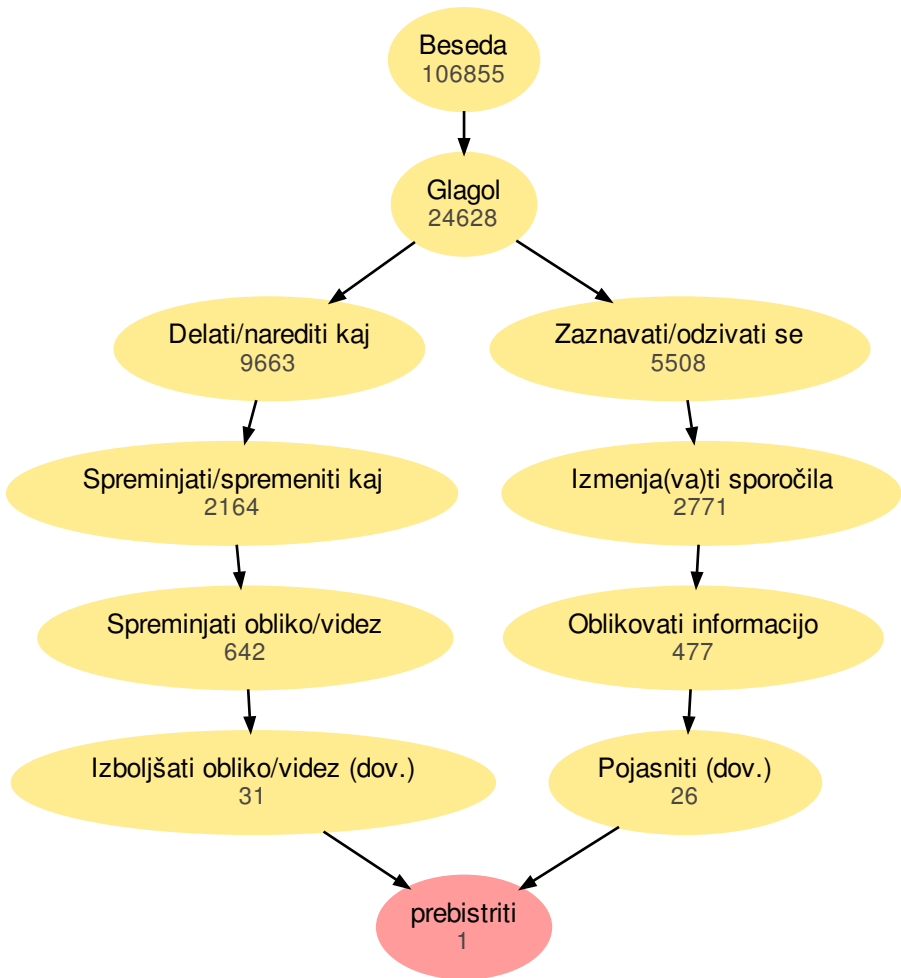 Beseda
106855
Glagol
24628
Delati/narediti kaj
9663
Zaznavati/odzivati se
5508
Spreminjati/spremeniti kaj
2164
Izmenja(va)ti sporočila
2771
Spreminjati obliko/videz
642
Oblikovati informacijo
477
Izboljšati obliko/videz (dov.)
31
Pojasniti (dov.)
26
prebistriti
1